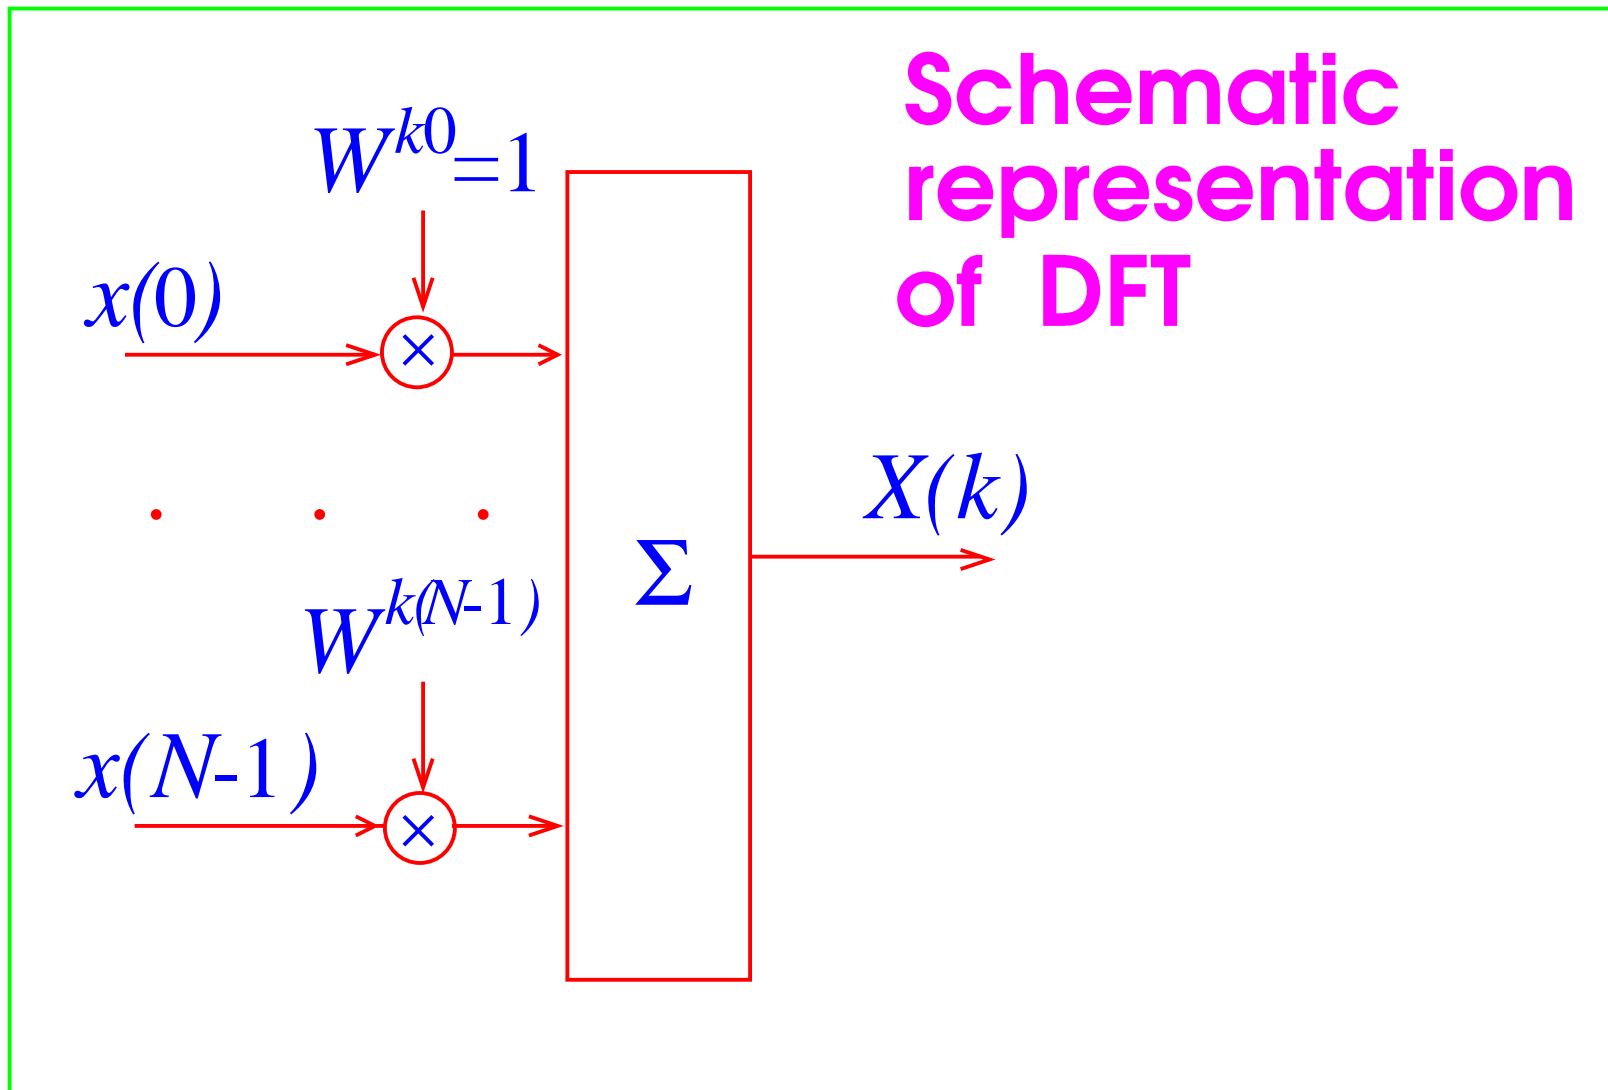 Schematic
representation
of DFT
W^{k0}=1
x(0)
×
X(k)
Σ
W^{k(N-1)}
x(N-1)
×